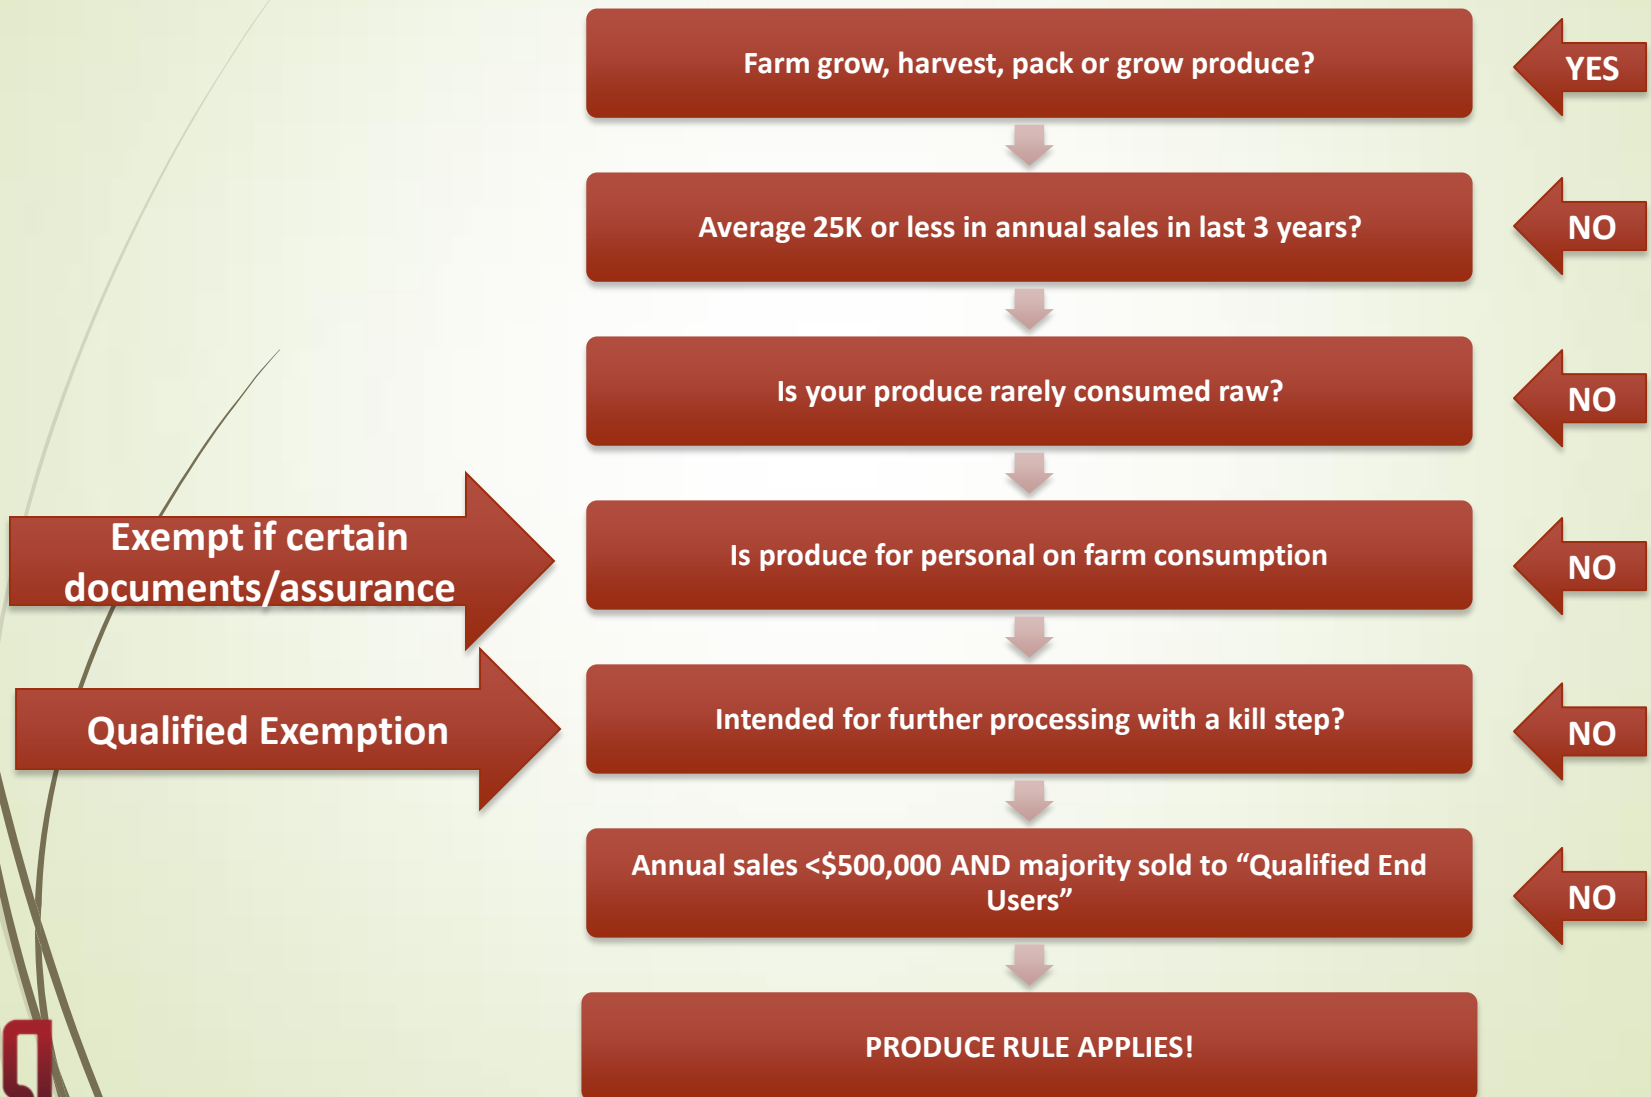 Farm grow, harvest, pack or grow produce?
YES
Average 25K or less in annual sales in last 3 years?
NO
Is your produce rarely consumed raw?
NO
Exempt if certain
documents/assurance
Is produce for personal on farm consumption
NO
Qualified Exemption
Intended for further processing with a kill step?
NO
Annual sales <$500,000 AND majority sold to “Qualified End
Users”
NO
PRODUCE RULE APPLIES!